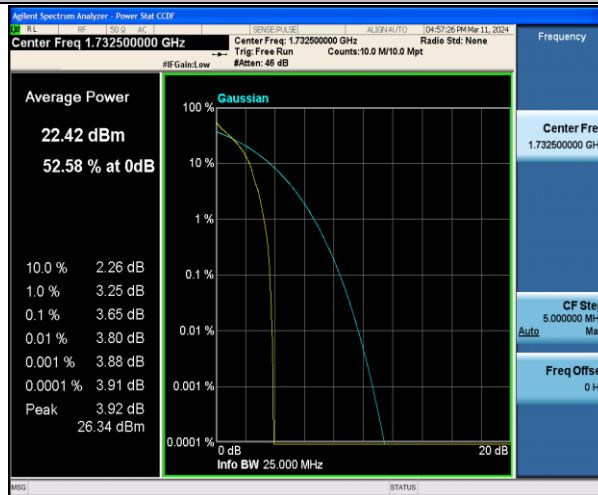 Agilent Spectrum Analyzer - Power Stat CCDF
RL RF 50 Ω AC SENSE:PULSE ALIGN AUTO 04:57:26 PM Mar 11, 2024
Center Freq 1.732500000 GHz
Center Freq: 1.732500000 GHz Radio Std: None
Trig: Free Run Counts:10.0 M/10.0 Mpt
#IFGain:Low #Atten: 46 dB
Frequency
Average Power
22.42 dBm
52.58 % at 0dB
10.0 % 2.26 dB
1.0 % 3.25 dB
0.1 % 3.65 dB
0.01 % 3.80 dB
0.001 % 3.88 dB
0.0001 % 3.91 dB
Peak 3.92 dB
26.34 dBm
Gaussian
100 %
10 %
1 %
0.1 %
0.01 %
0.001 %
0.0001 %
0 dB 20 dB
Info BW 25.000 MHz
Center Fre
1.732500000 GH
CF Ste
5.000000 MH
Auto Ma
Freq Offse
0 H
MSG STATUS